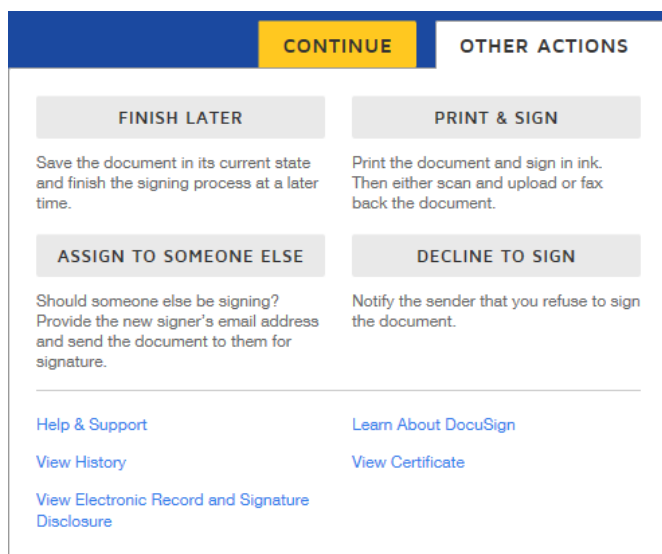 CONTINUE
OTHER ACTIONS
FINISH LATER
Save the document in its current state
and finish the signing process at a later
time.
PRINT & SIGN
Print the document and sign in ink.
Then either scan and upload or fax
back the document.
ASSIGN TO SOMEONE ELSE
Should someone else be signing?
Provide the new signer's email address
and send the document to them for
signature.
DECLINE TO SIGN
Notify the sender that you refuse to sign
the document.
Help & Support
Learn About DocuSign
View History
View Certificate
View Electronic Record and Signature
Disclosure